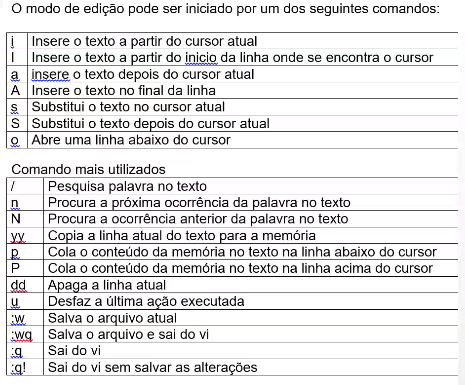 O modo de edição pode ser iniciado por um dos seguintes comandos:
i Insere o texto a partir do cursor atual
I Insere o texto a partir do inicio da linha onde se encontra o cursor
a insere o texto depois do cursor atual
A Insere o texto no final da linha
s Substitui o texto no cursor atual
S Substitui o texto depois do cursor atual
o Abre uma linha abaixo do cursor
Comando mais utilizados
/ Pesquisa palavra no texto
n Procura a próxima ocorrência da palavra no texto
N Procura a ocorrência anterior da palavra no texto
yy Copia a linha atual do texto para a memória
p Cola o conteúdo da memória no texto na linha abaixo do cursor
P Cola o conteúdo da memória no texto na linha acima do cursor
dd Apaga a linha atual
u Desfaz a última ação executada
:w Salva o arquivo atual
:wq Salva o arquivo e sai do vi
:q Sai do vi
:q! Sai do vi sem salvar as alterações